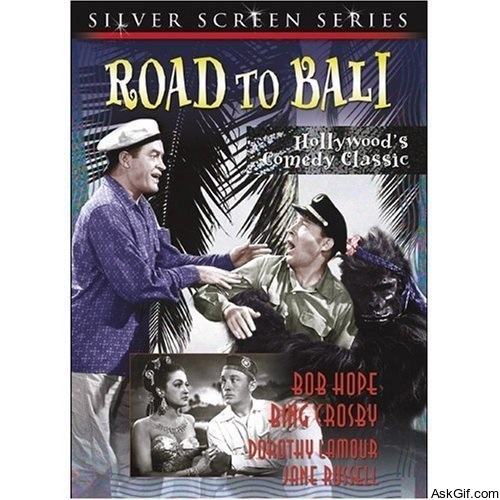 SILVER SCREEN SERIES
ROAD TO BALI
Hollywood's
Comedy Classic
BOB HOPE
BING CROSBY
DOROTHY LAMOUR
JANE RUSSELL
AskGif.com